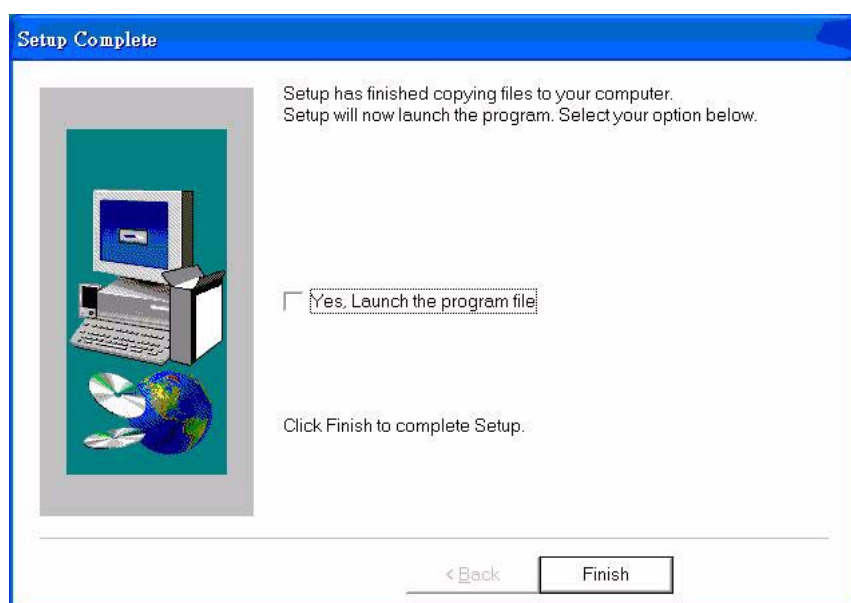 Setup Complete
Setup has finished copying files to your computer.
Setup will now launch the program. Select your option below.
Yes, Launch the program file
Click Finish to complete Setup.
< Back
Finish